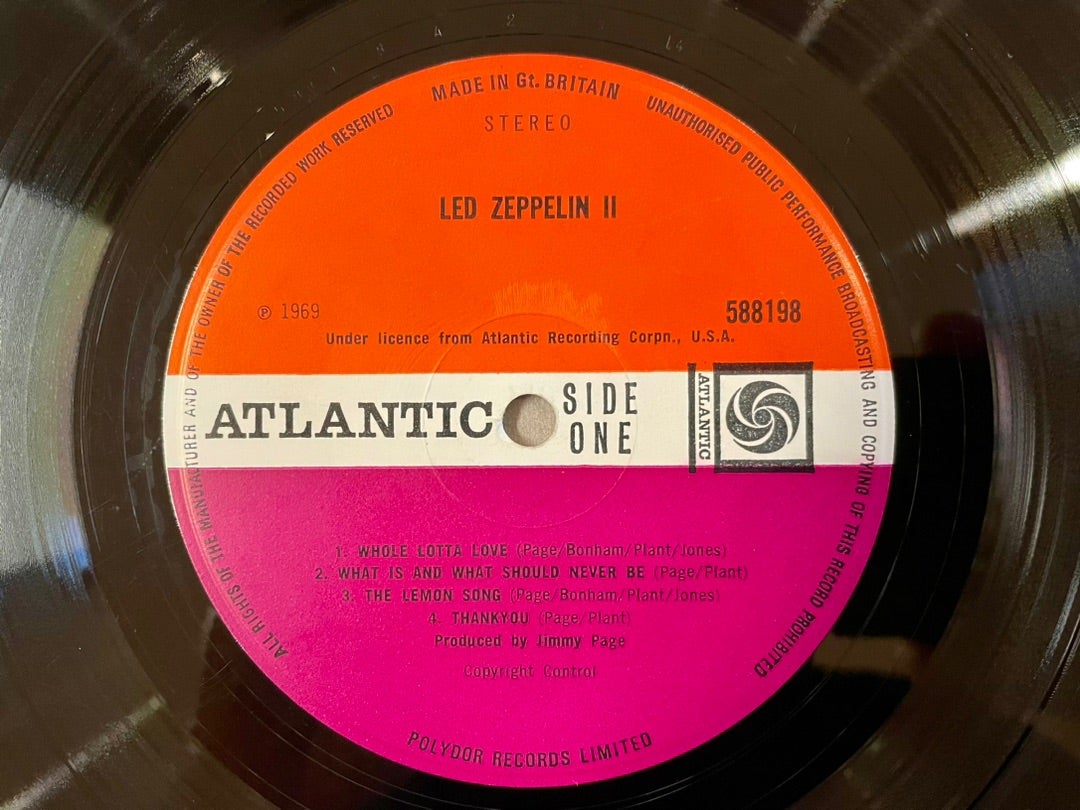 MADE IN Gt. BRITAIN
UNAUTHORISED PUBLIC PERFORMANCE BROADCASTING AND COPYING OF THIS RECORD PROHIBITED
ALL RIGHTS OF THE MANUFACTURER AND OF THE OWNER OF THE RECORDED WORK RESERVED
STEREO
LED ZEPPELIN II
℗ 1969
588198
Under licence from Atlantic Recording Corpn., U.S.A.
ATLANTIC
SIDE
ONE
ATLANTIC
1. WHOLE LOTTA LOVE (Page/Bonham/Plant/Jones)
2. WHAT IS AND WHAT SHOULD NEVER BE (Page/Plant)
3. THE LEMON SONG (Page/Bonham/Plant/Jones)
4. THANKYOU (Page/Plant)
Produced by Jimmy Page
Copyright Control
POLYDOR RECORDS LIMITED